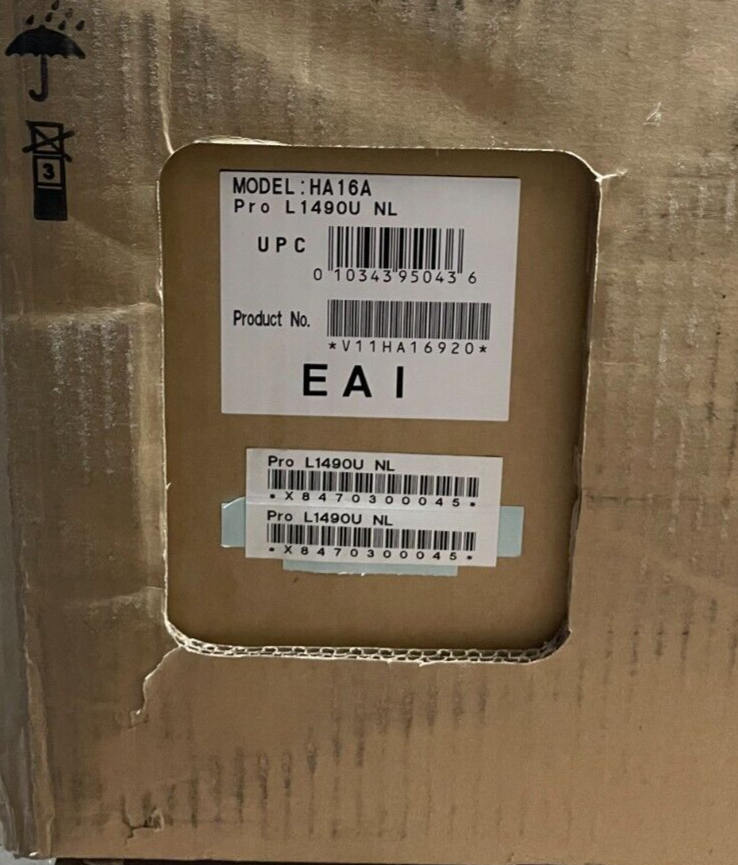 3
MODEL:HA16A
Pro L1490U NL
UPC
0 10343 95043 6
Product No.
*V11HA16920*
EAI
Pro L1490U NL
*X8470300045*
Pro L1490U NL
*X8470300045*